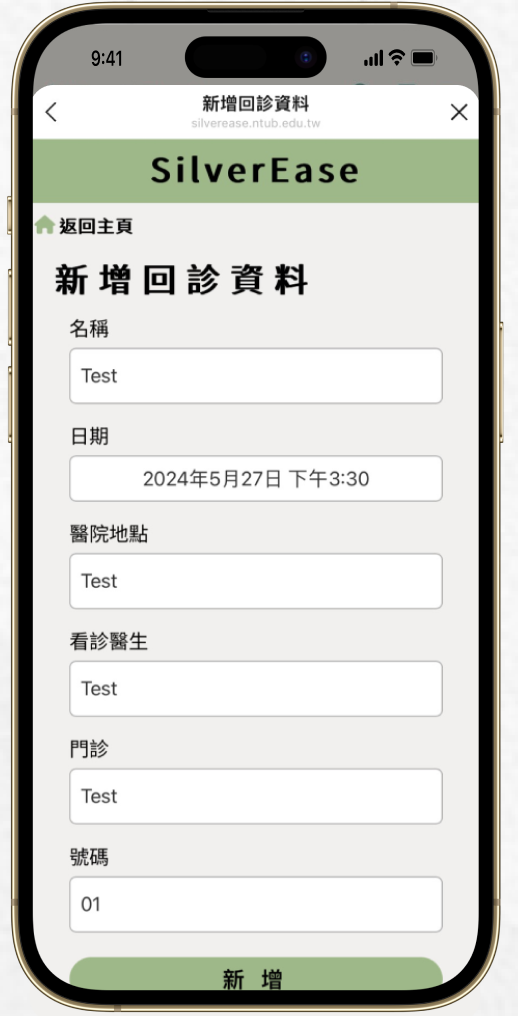 9:41
新增回診資料
silverease.ntub.edu.tw
SilverEase
返回主頁
新增回診資料
名稱
Test
日期
2024年5月27日 下午3:30
醫院地點
Test
看診醫生
Test
門診
Test
號碼
01
新 增